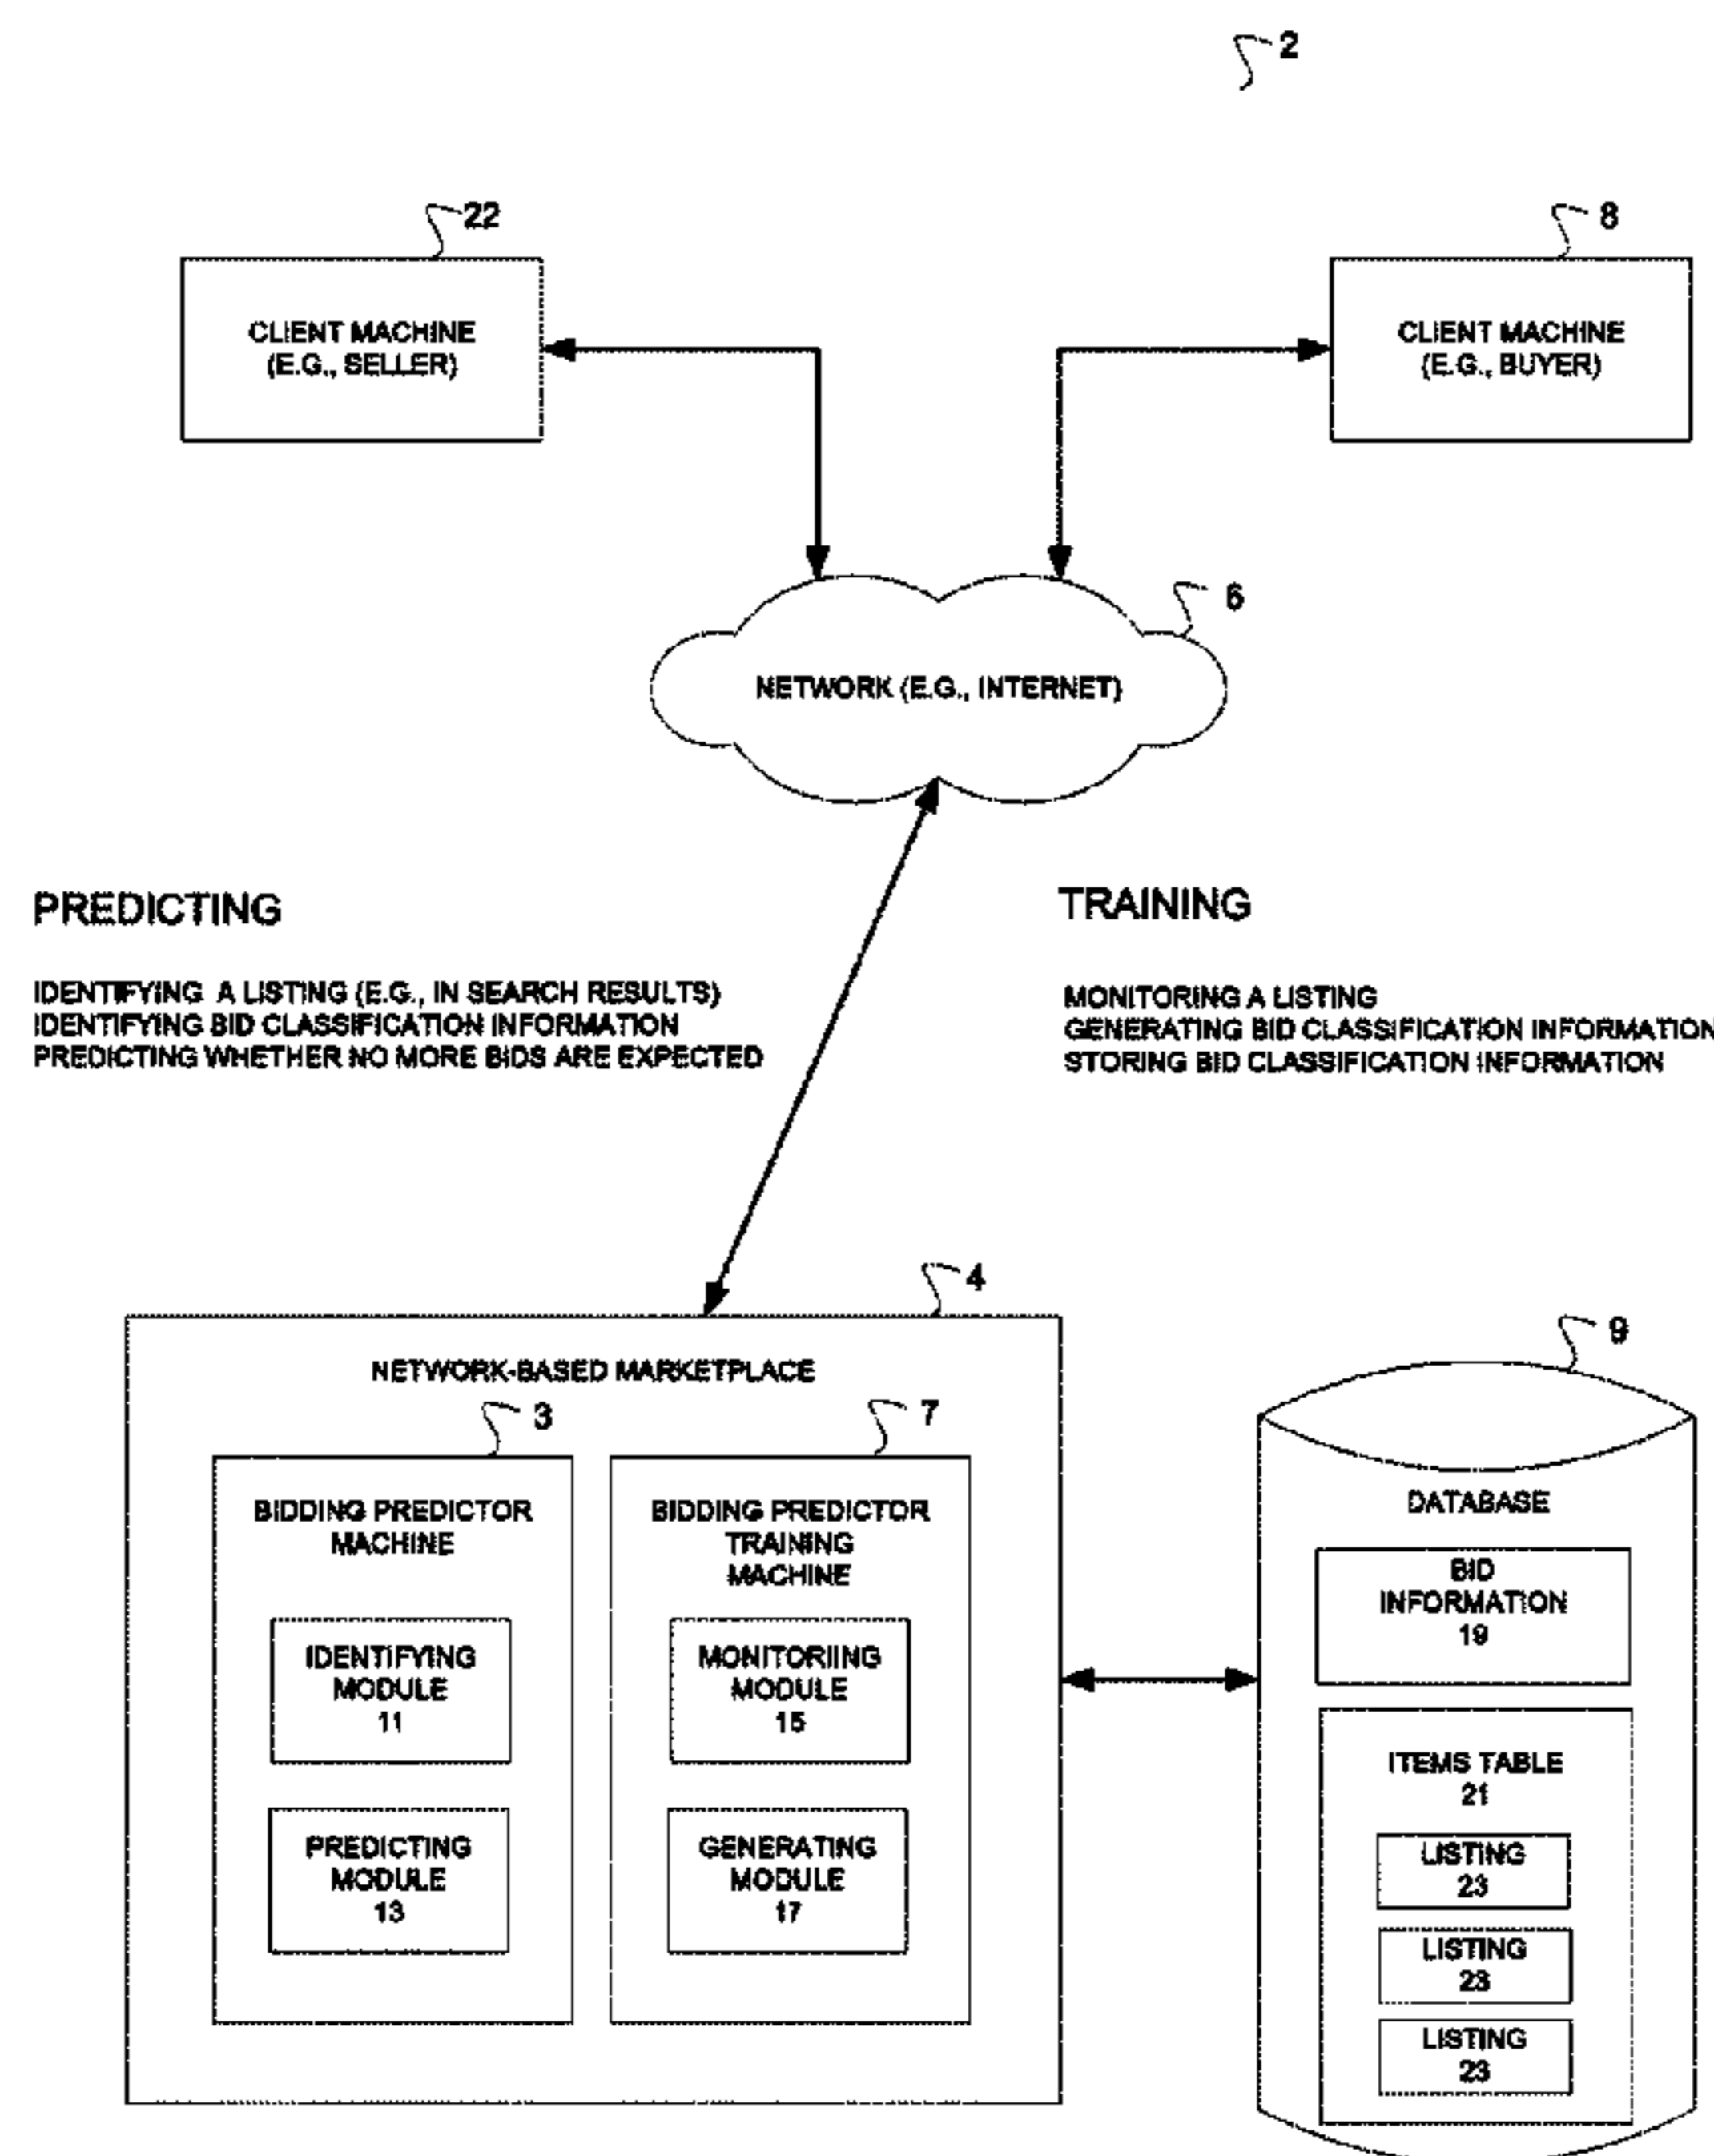 2
22
8
CLIENT MACHINE
(E.G., SELLER)
CLIENT MACHINE
(E.G., BUYER)
6
NETWORK (E.G., INTERNET)
PREDICTING
IDENTIFYING A LISTING (E.G., IN SEARCH RESULTS)
IDENTIFYING BID CLASSIFICATION INFORMATION
PREDICTING WHETHER NO MORE BIDS ARE EXPECTED
TRAINING
MONITORING A LISTING
GENERATING BID CLASSIFICATION INFORMATION
STORING BID CLASSIFICATION INFORMATION
4
NETWORK-BASED MARKETPLACE
3
BIDDING PREDICTOR
MACHINE
IDENTIFYING
MODULE
11
PREDICTING
MODULE
13
7
BIDDING PREDICTOR
TRAINING
MACHINE
MONITORIING
MODULE
15
GENERATING
MODULE
17
9
DATABASE
BID
INFORMATION
19
ITEMS TABLE
21
LISTING
23
LISTING
23
LISTING
23